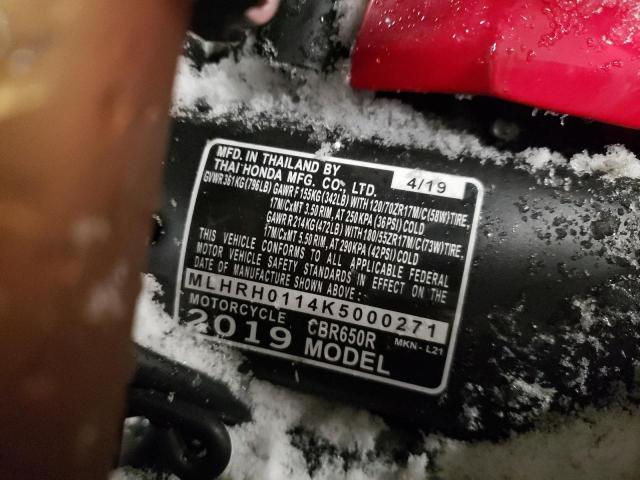 MFD. IN THAILAND BY
THAI HONDA MFG. CO., LTD. 4/19
GVWR 361KG (796LB) GAWR F 155KG (342LB) WITH 120/70ZR17M/C(58W)TIRE,
17M/CxMT 3.50 RIM, AT 250KPA (36PSI) COLD
GAWR R 214KG (472LB) WITH 180/55ZR17M/C(73W)TIRE,
17M/CxMT 5.50 RIM, AT 290KPA (42PSI) COLD
THIS VEHICLE CONFORMS TO ALL APPLICABLE FEDERAL
MOTOR VEHICLE SAFETY STANDARDS IN EFFECT ON THE
DATE OF MANUFACTURE SHOWN ABOVE:
MLHRH0114K5000271
MOTORCYCLE CBR650R MKN-L21
2019 MODEL